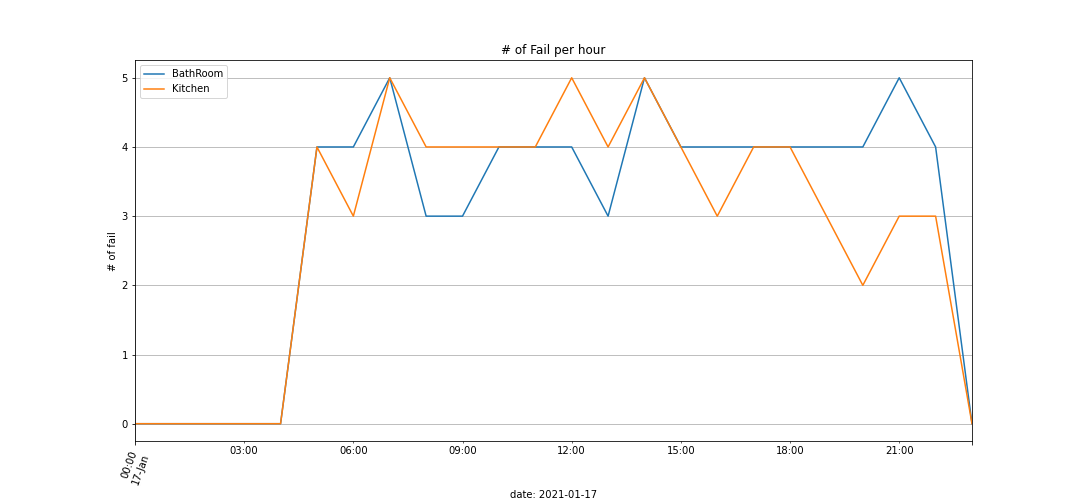 # of Fail per hour
BathRoom
Kitchen
# of fail
5
4
3
2
1
0
00:00
17-Jan
03:00
06:00
09:00
12:00
15:00
18:00
21:00
date: 2021-01-17